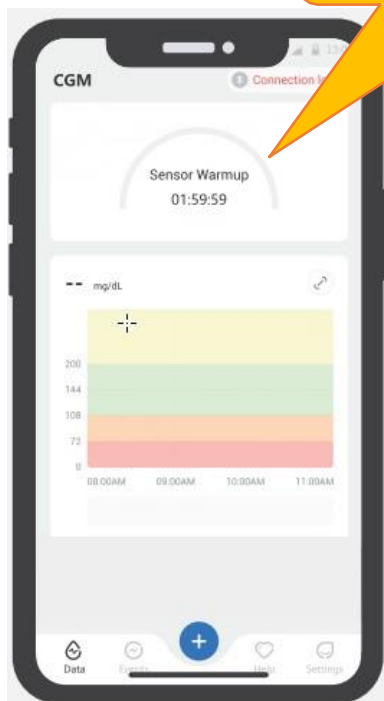 CGM
Connection
Sensor Warmup
01:59:59
-- mg/dL
200
144
108
72
0
08:00AM 09:00AM 10:00AM 11:00AM
+
Data Events Help Settings